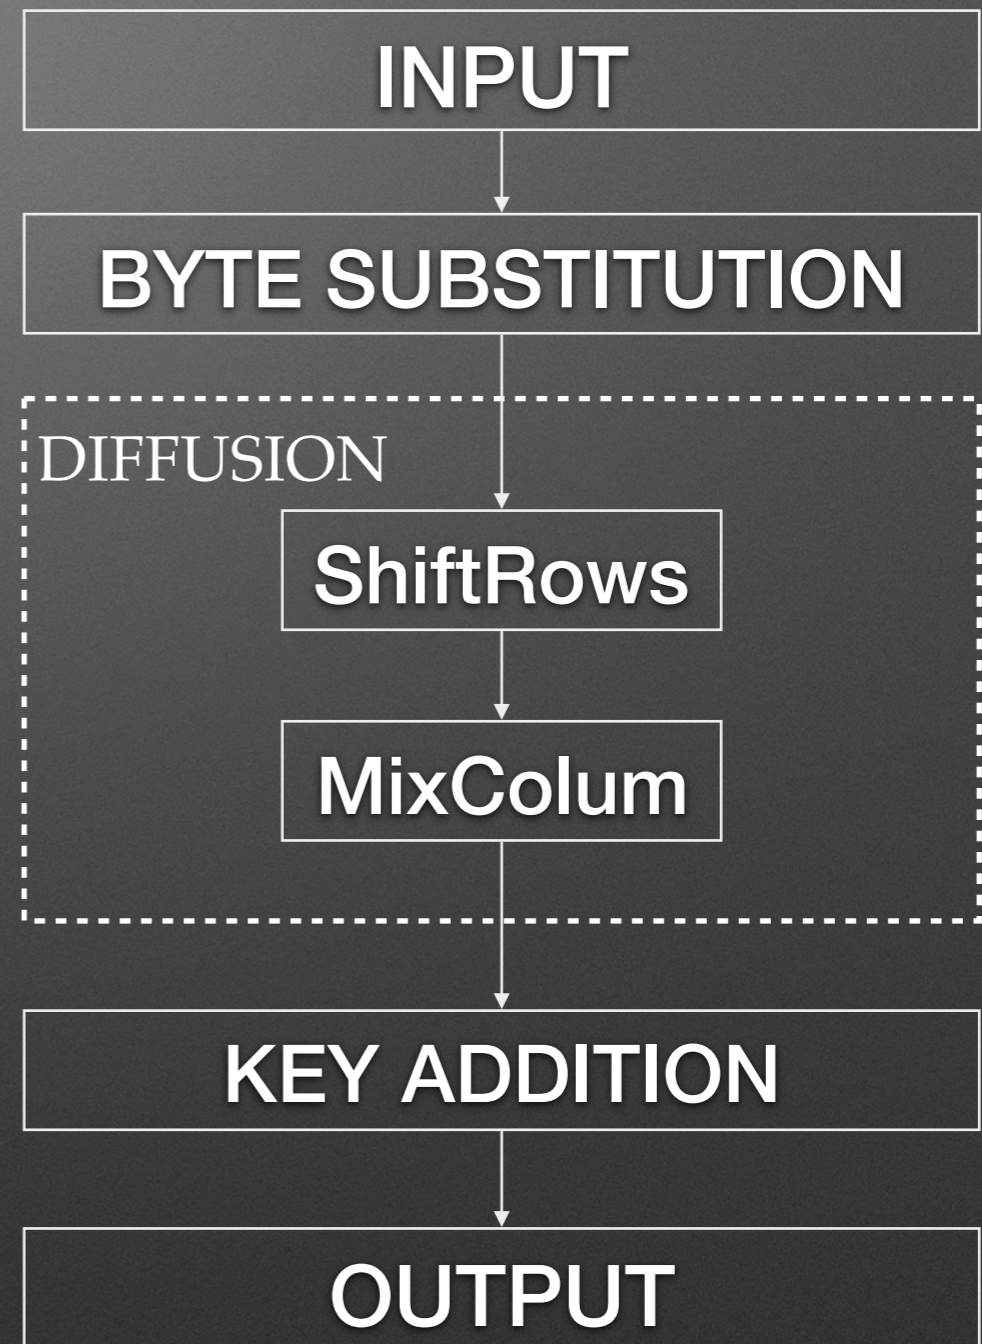 INPUT
BYTE SUBSTITUTION
DIFFUSION
ShiftRows
MixColum
KEY ADDITION
OUTPUT